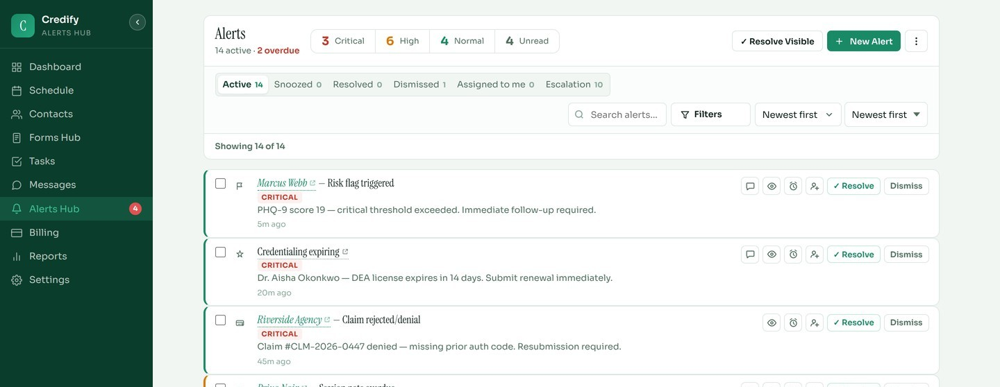 C
Credify
ALERTS HUB
Dashboard
Schedule
Contacts
Forms Hub
Tasks
Messages
Alerts Hub 4
Billing
Reports
Settings
Alerts
14 active · 2 overdue
3 Critical
6 High
4 Normal
4 Unread
✓ Resolve Visible
+ New Alert
Active 14
Snoozed 0
Resolved 0
Dismissed 1
Assigned to me 0
Escalation 10
Search alerts...
Filters
Newest first
Newest first
Showing 14 of 14
Marcus Webb — Risk flag triggered
CRITICAL
PHQ-9 score 19 — critical threshold exceeded. Immediate follow-up required.
5m ago
✓ Resolve
Dismiss
Credentialing expiring
CRITICAL
Dr. Aisha Okonkwo — DEA license expires in 14 days. Submit renewal immediately.
20m ago
✓ Resolve
Dismiss
Riverside Agency — Claim rejected/denial
CRITICAL
Claim #CLM-2026-0447 denied — missing prior auth code. Resubmission required.
45m ago
✓ Resolve
Dismiss